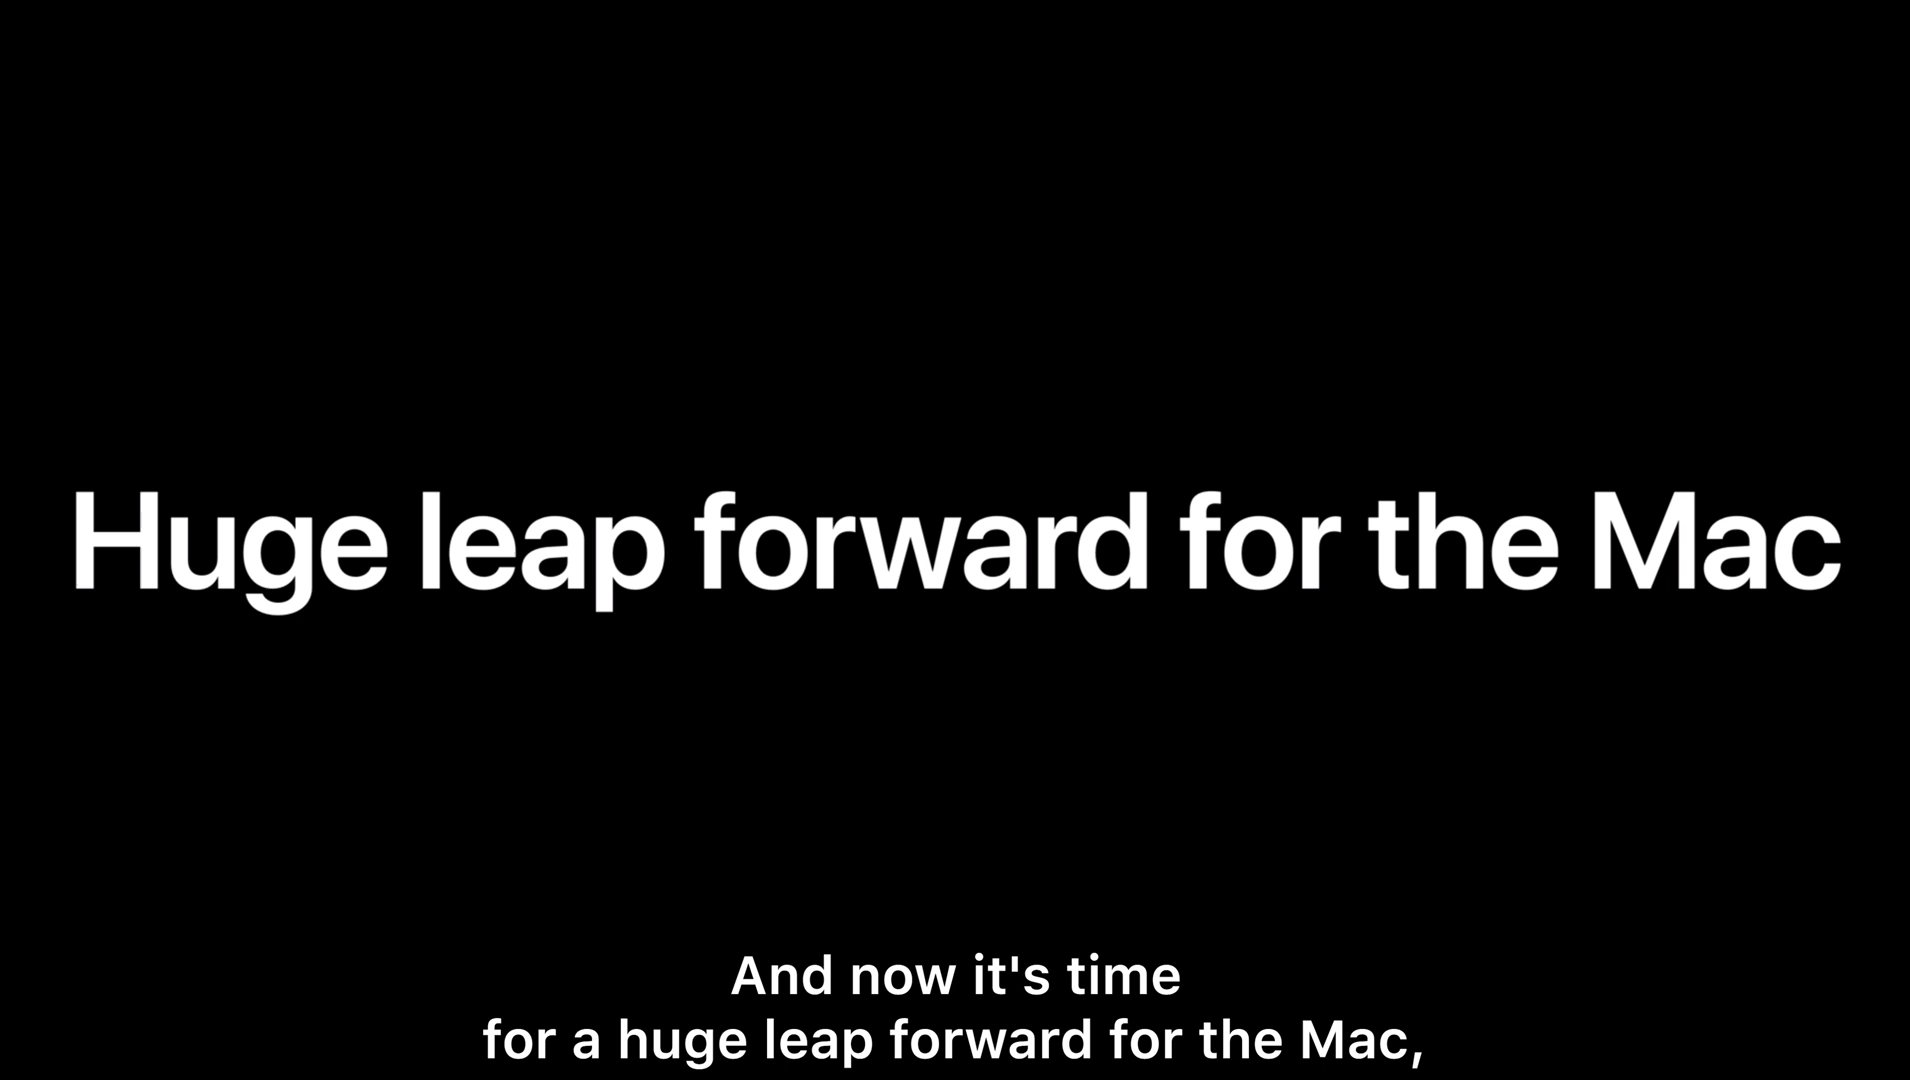 Huge leap forward for the Mac
And now it's time
for a huge leap forward for the Mac,